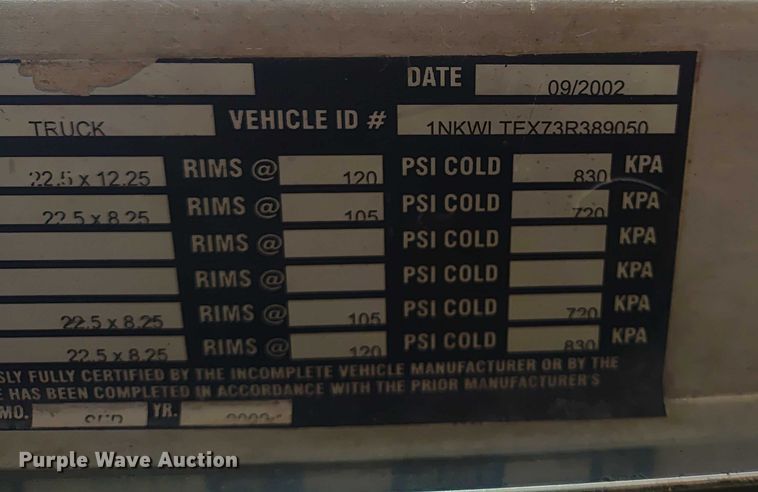 DATE 09/2002
TRUCK VEHICLE ID # 1NKWLTEX73R389050
22.5 x 12.25 RIMS @ 120 PSI COLD 830 KPA
22.5 x 8.25 RIMS @ 105 PSI COLD 720 KPA
RIMS @ PSI COLD KPA
RIMS @ PSI COLD KPA
22.5 x 8.25 RIMS @ 105 PSI COLD 720 KPA
22.5 x 8.25 RIMS @ 120 PSI COLD 830 KPA
SLY FULLY CERTIFIED BY THE INCOMPLETE VEHICLE MANUFACTURER OR BY THE
E HAS BEEN COMPLETED IN ACCORDANCE WITH THE PRIOR MANUFACTURER'S
MO. YR.
Purple Wave Auction